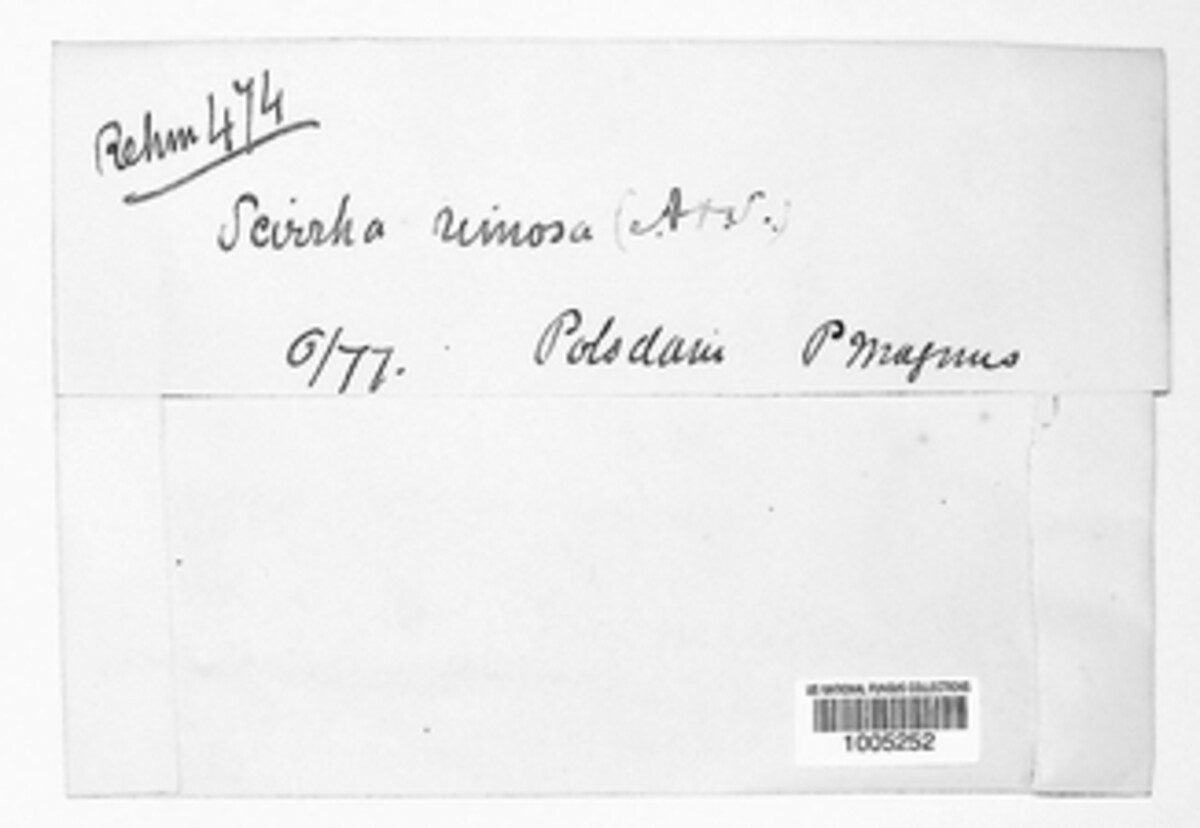 Rehm 474
Scirrha rimosa (A+S.)
6/77. Potsdam P Magnus
US NATIONAL FUNGUS COLLECTIONS
1005252